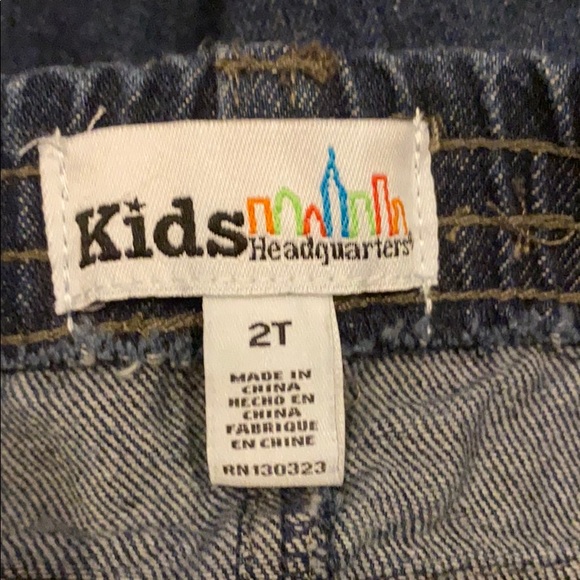 Kids
Headquarters
2T
MADE IN
CHINA
HECHO EN
CHINA
FABRIQUE
EN CHINE
RN130323